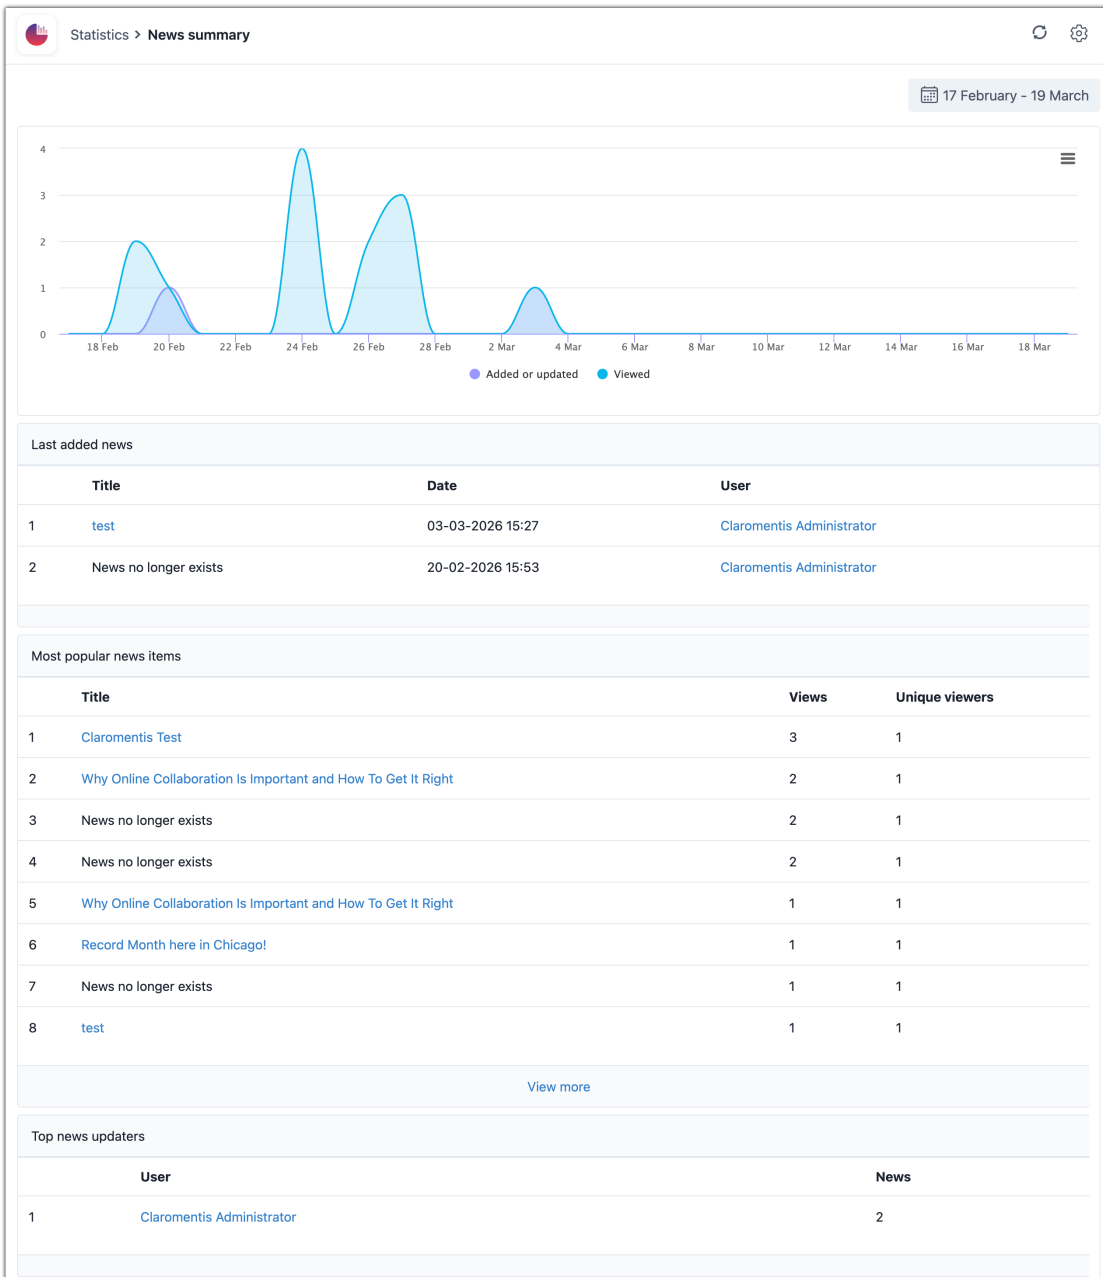 Statistics > News summary
17 February - 19 March
4
3
2
1
0
18 Feb 20 Feb 22 Feb 24 Feb 26 Feb 28 Feb 2 Mar 4 Mar 6 Mar 8 Mar 10 Mar 12 Mar 14 Mar 16 Mar 18 Mar
Added or updated Viewed
Last added news
Title Date User
1 test 03-03-2026 15:27 Claromentis Administrator
2 News no longer exists 20-02-2026 15:53 Claromentis Administrator
Most popular news items
Title Views Unique viewers
1 Claromentis Test 3 1
2 Why Online Collaboration Is Important and How To Get It Right 2 1
3 News no longer exists 2 1
4 News no longer exists 2 1
5 Why Online Collaboration Is Important and How To Get It Right 1 1
6 Record Month here in Chicago! 1 1
7 News no longer exists 1 1
8 test 1 1
View more
Top news updaters
User News
1 Claromentis Administrator 2